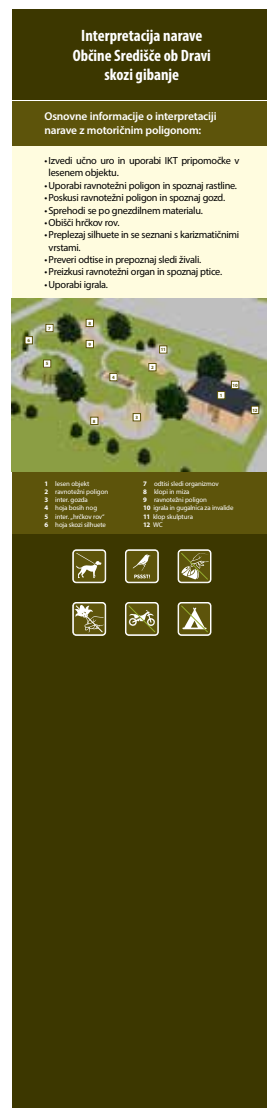 Interpretacija narave
Občine Središče ob Dravi
skozi gibanje
Osnovne informacije o interpretaciji
narave z motoričnim poligonom:
• Izvedi učno uro in uporabi IKT pripomočke v
lesenem objektu.
• Uporabi ravnotežni poligon in spoznaj rastline.
• Poskusi ravnotežni poligon in spoznaj gozd.
• Sprehodi se po gnezdilnem materialu.
• Obišči hrčkov rov.
• Preplezaj silhuete in se seznani s karizmatičnimi
vrstami.
• Preveri odtise in prepoznaj sledi živali.
• Preizkusi ravnotežni organ in spoznaj ptice.
• Uporabi igrala.
1 lesen objekt
2 ravnotežni poligon
3 inter. gozda
4 hoja bosih nog
5 inter. „hrčkov rov“
6 hoja skozi silhuete
7 odtisi sledi organizmov
8 klopi in miza
9 ravnotežni poligon
10 igrala in gugalnica za invalide
11 klop skulptura
12 WC
PSSST!